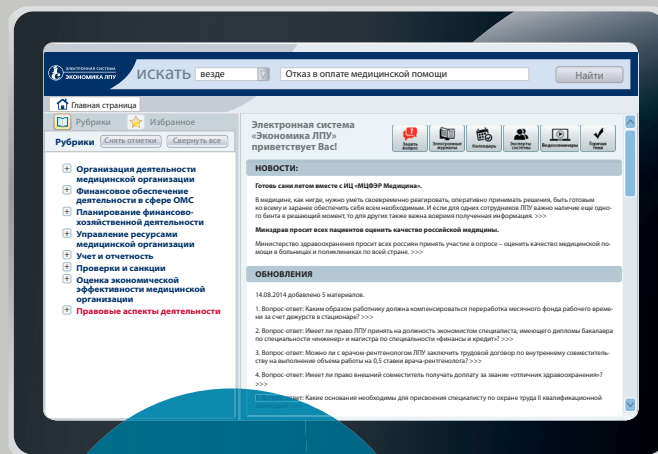 ЭЛЕКТРОННАЯ СИСТЕМА
ЭКОНОМИКА ЛПУ
искать
везде
Отказ в оплате медицинской помощи
Найти
Главная страница
Рубрики
Избранное
Рубрики
Снять отметки
Свернуть все
Организация деятельности
медицинской организации
Финансовое обеспечение
деятельности в сфере ОМС
Планирование финансово-
хозяйственной деятельности
Управление ресурсами
медицинской организации
Учет и отчетность
Проверки и санкции
Оценка экономической
эффективности медицинской
организации
Правовые аспекты деятельности
Электронная система
«Экономика ЛПУ»
приветствует Вас!
Задать
вопрос
Электронные
журналы
Календарь
Эксперты
системы
Видеосеминары
Горячая
тема
НОВОСТИ:
Готовь сани летом вместе с ИЦ «МЦФЭР Медицина».
В медицине, как нигде, нужно уметь своевременно реагировать, оперативно принимать решения, быть готовым
ко всему и заранее обеспечить себя всем необходимым. И если для одних сотрудников ЛПУ важно наличие еще одно-
го бинта в решающий момент, то для других также важна вовремя полученная информация. >>>
Минздрав просит всех пациентов оценить качество российской медицины.
Министерство здравоохранения просит всех россиян принять участие в опросе – оценить качество медицинской по-
мощи в больницах и поликлиниках по всей стране. >>>
ОБНОВЛЕНИЯ
14.08.2014 добавлено 5 материалов.
1. Вопрос-ответ: Каким образом работнику должна компенсироваться переработка месячного фонда рабочего време-
ни за счет дежурств в стационаре? >>>
2. Вопрос-ответ: Имеет ли право ЛПУ принять на должность экономистом специалиста, имеющего дипломы бакалавра
по специальности «инженер» и магистра по специальности «финансы и кредит»? >>>
3. Вопрос-ответ: Можно ли с врачом-рентгенологом ЛПУ заключить трудовой договор по внутреннему совместитель-
ству на выполнение объема работы на 0,5 ставки врача-рентгенолога? >>>
4. Вопрос-ответ: Имеет ли право внешний совместитель получать доплату за звание «отличник здравоохранения»?
>>>
5. Вопрос-ответ: Какие основания необходимы для присвоения специалисту по охране труда II квалификационной
категории? >>>